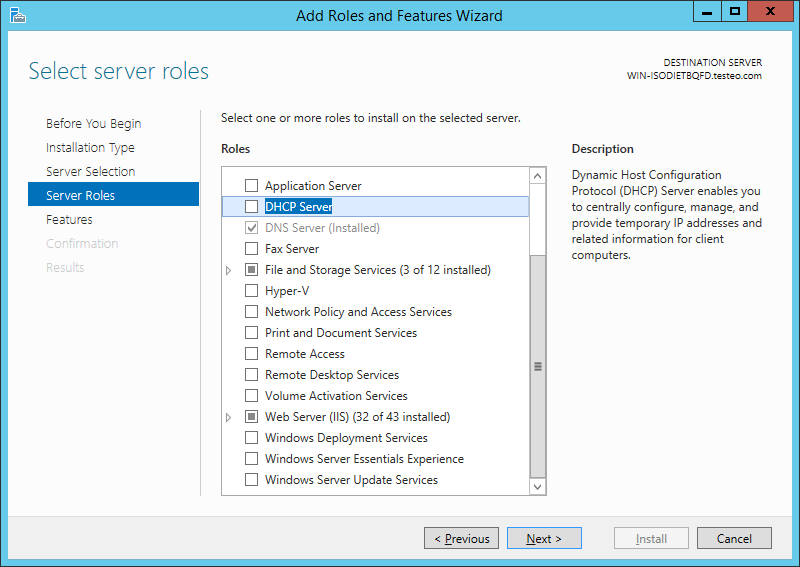 Add Roles and Features Wizard
Select server roles
DESTINATION SERVER
WIN-ISODIETBQFD.testeo.com
Before You Begin
Installation Type
Server Selection
Server Roles
Features
Confirmation
Results
Select one or more roles to install on the selected server.
Roles
Application Server
DHCP Server
DNS Server (Installed)
Fax Server
File and Storage Services (3 of 12 installed)
Hyper-V
Network Policy and Access Services
Print and Document Services
Remote Access
Remote Desktop Services
Volume Activation Services
Web Server (IIS) (32 of 43 installed)
Windows Deployment Services
Windows Server Essentials Experience
Windows Server Update Services
Description
Dynamic Host Configuration
Protocol (DHCP) Server enables you
to centrally configure, manage, and
provide temporary IP addresses and
related information for client
computers.
< Previous
Next >
Install
Cancel